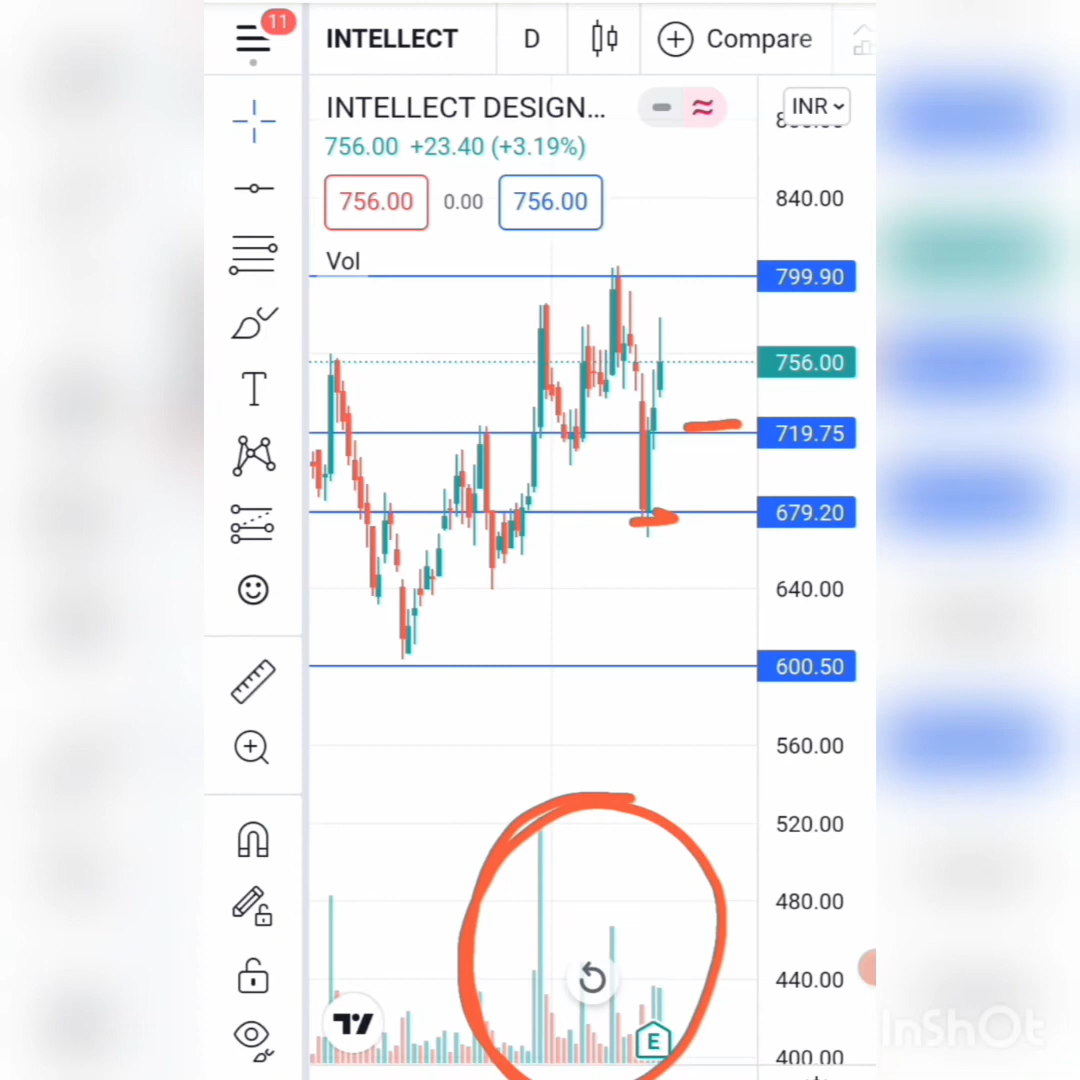 11
INTELLECT D Compare
INTELLECT DESIGN... INR
756.00 +23.40 (+3.19%)
756.00 0.00 756.00
840.00
Vol
799.90
756.00
719.75
679.20
640.00
600.50
560.00
520.00
480.00
440.00
E
400.00
InShOt